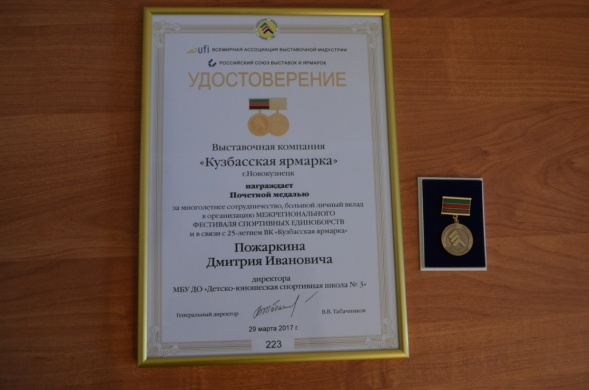 ufi ВСЕМИРНАЯ АССОЦИАЦИЯ ВЫСТАВОЧНОЙ ИНДУСТРИИ
РОССИЙСКИЙ СОЮЗ ВЫСТАВОК И ЯРМАРОК
УДОСТОВЕРЕНИЕ
Выставочная компания
«Кузбасская ярмарка»
г.Новокузнецк
награждает
Почетной медалью
за многолетнее сотрудничество, большой личный вклад
в организацию МЕЖРЕГИОНАЛЬНОГО
ФЕСТИВАЛЯ СПОРТИВНЫХ ЕДИНОБОРСТВ
и в связи с 25-летием ВК «Кузбасская ярмарка»
Пожаркина
Дмитрия Ивановича
директора
МБУ ДО «Детско-юношеская спортивная школа № 3»
Генеральный директор В.В. Табачников
29 марта 2017 г.
223